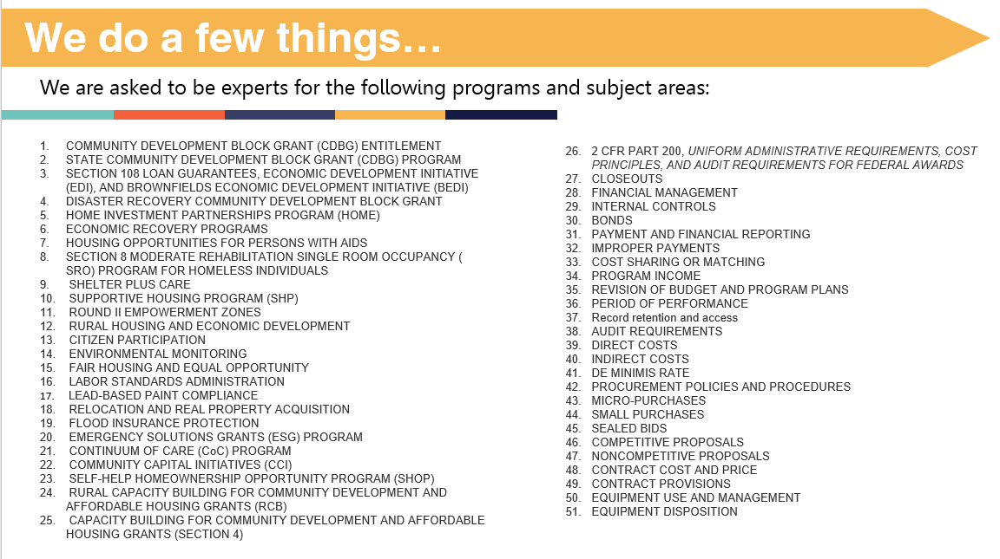 We do a few things...
We are asked to be experts for the following programs and subject areas:
1. COMMUNITY DEVELOPMENT BLOCK GRANT (CDBG) ENTITLEMENT
2. STATE COMMUNITY DEVELOPMENT BLOCK GRANT (CDBG) PROGRAM
3. SECTION 108 LOAN GUARANTEES, ECONOMIC DEVELOPMENT INITIATIVE
(EDI), AND BROWNFIELDS ECONOMIC DEVELOPMENT INITIATIVE (BEDI)
4. DISASTER RECOVERY COMMUNITY DEVELOPMENT BLOCK GRANT
5. HOME INVESTMENT PARTNERSHIPS PROGRAM (HOME)
6. ECONOMIC RECOVERY PROGRAMS
7. HOUSING OPPORTUNITIES FOR PERSONS WITH AIDS
8. SECTION 8 MODERATE REHABILITATION SINGLE ROOM OCCUPANCY (
SRO) PROGRAM FOR HOMELESS INDIVIDUALS
9. SHELTER PLUS CARE
10. SUPPORTIVE HOUSING PROGRAM (SHP)
11. ROUND II EMPOWERMENT ZONES
12. RURAL HOUSING AND ECONOMIC DEVELOPMENT
13. CITIZEN PARTICIPATION
14. ENVIRONMENTAL MONITORING
15. FAIR HOUSING AND EQUAL OPPORTUNITY
16. LABOR STANDARDS ADMINISTRATION
17. LEAD-BASED PAINT COMPLIANCE
18. RELOCATION AND REAL PROPERTY ACQUISITION
19. FLOOD INSURANCE PROTECTION
20. EMERGENCY SOLUTIONS GRANTS (ESG) PROGRAM
21. CONTINUUM OF CARE (CoC) PROGRAM
22. COMMUNITY CAPITAL INITIATIVES (CCI)
23. SELF-HELP HOMEOWNERSHIP OPPORTUNITY PROGRAM (SHOP)
24. RURAL CAPACITY BUILDING FOR COMMUNITY DEVELOPMENT AND
AFFORDABLE HOUSING GRANTS (RCB)
25. CAPACITY BUILDING FOR COMMUNITY DEVELOPMENT AND AFFORDABLE
HOUSING GRANTS (SECTION 4)
26. 2 CFR PART 200, UNIFORM ADMINISTRATIVE REQUIREMENTS, COST
PRINCIPLES, AND AUDIT REQUIREMENTS FOR FEDERAL AWARDS
27. CLOSEOUTS
28. FINANCIAL MANAGEMENT
29. INTERNAL CONTROLS
30. BONDS
31. PAYMENT AND FINANCIAL REPORTING
32. IMPROPER PAYMENTS
33. COST SHARING OR MATCHING
34. PROGRAM INCOME
35. REVISION OF BUDGET AND PROGRAM PLANS
36. PERIOD OF PERFORMANCE
37. Record retention and access
38. AUDIT REQUIREMENTS
39. DIRECT COSTS
40. INDIRECT COSTS
41. DE MINIMIS RATE
42. PROCUREMENT POLICIES AND PROCEDURES
43. MICRO-PURCHASES
44. SMALL PURCHASES
45. SEALED BIDS
46. COMPETITIVE PROPOSALS
47. NONCOMPETITIVE PROPOSALS
48. CONTRACT COST AND PRICE
49. CONTRACT PROVISIONS
50. EQUIPMENT USE AND MANAGEMENT
51. EQUIPMENT DISPOSITION